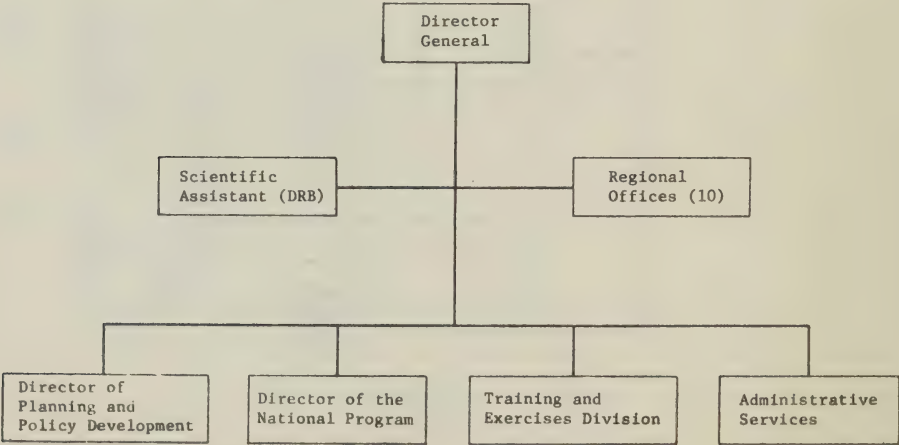 Director
General
Scientific
Assistant (DRB)
Regional
Offices (10)
Director of
Planning and
Policy Development
Director of the
National Program
Training and
Exercises Division
Administrative
Services